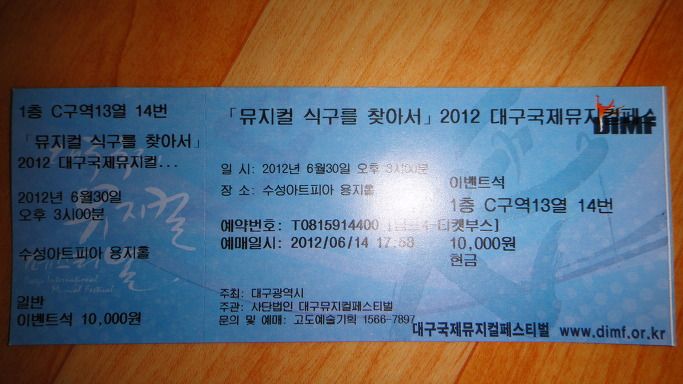 1층 C구역13열 14번
「뮤지컬 식구를 찾아서」
2012 대구국제뮤지컬...
2012년 6월30일
오후 3시00분
수성아트피아 용지홀
일반
이벤트석 10,000원
「뮤지컬 식구를 찾아서」 2012 대구국제뮤지컬페스
DIMF
일 시: 2012년 6월30일 오후 3시00분
장 소: 수성아트피아 용지홀
이벤트석
1층 C구역13열 14번
예약번호: T0815914400 티켓부스]
예매일시: 2012/06/14 17:53
10,000원
현금
주최: 대구광역시
주관: 사단법인 대구뮤지컬페스티벌
문의 및 예매: 고도예술기획 1566-7897
대구국제뮤지컬페스티벌 www.dimf.or.kr
뮤지컬
International
Musical Festival